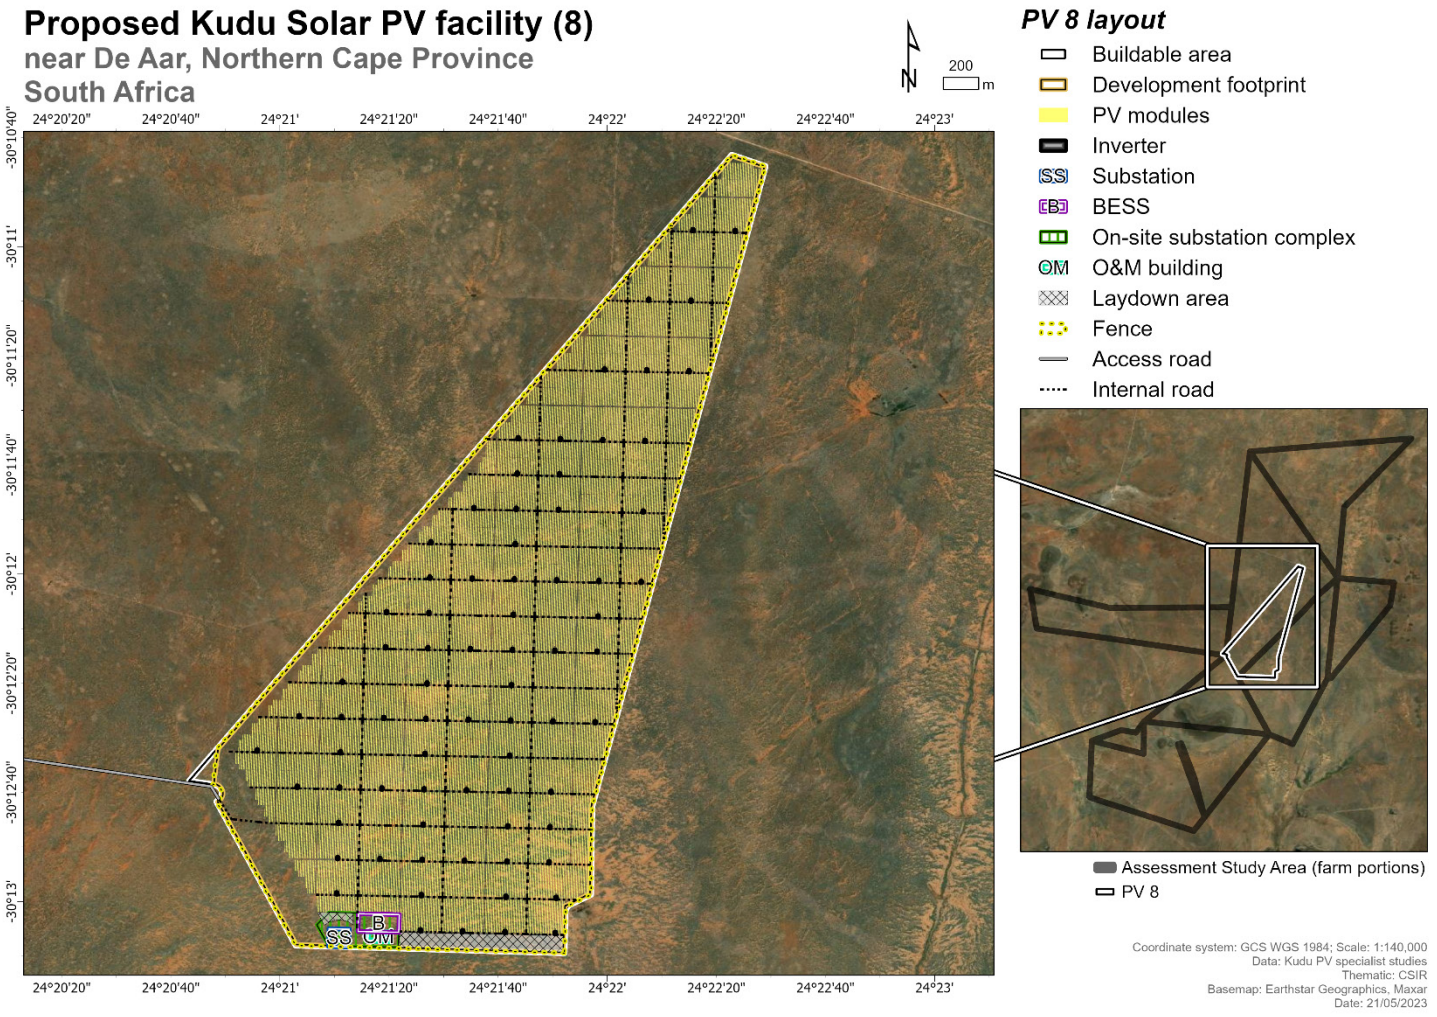 Proposed Kudu Solar PV facility (8)
near De Aar, Northern Cape Province
South Africa
N
200
m
24°20'20" 24°20'40" 24°21' 24°21'20" 24°21'40" 24°22' 24°22'20" 24°22'40" 24°23'
-30°10'40"
-30°11'
-30°11'20"
-30°11'40"
-30°12'
-30°12'20"
-30°12'40"
-30°13'
B
SS OM
24°20'20" 24°20'40" 24°21' 24°21'20" 24°21'40" 24°22' 24°22'20" 24°22'40" 24°23'
PV 8 layout
Buildable area
Development footprint
PV modules
Inverter
SS Substation
B BESS
On-site substation complex
OM O&M building
Laydown area
Fence
Access road
Internal road
Assessment Study Area (farm portions)
PV 8
Coordinate system: GCS WGS 1984; Scale: 1:140,000
Data: Kudu PV specialist studies
Thematic: CSIR
Basemap: Earthstar Geographics, Maxar
Date: 21/05/2023